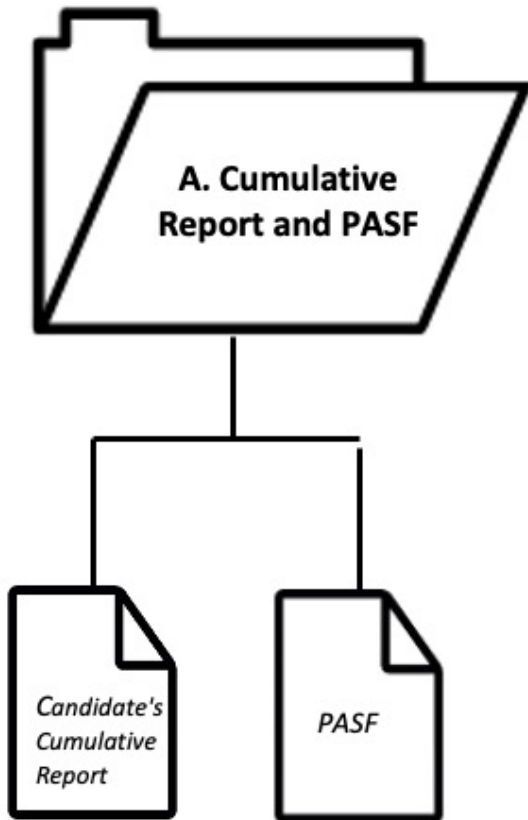 A. Cumulative
Report and PASF
Candidate's
Cumulative
Report
PASF